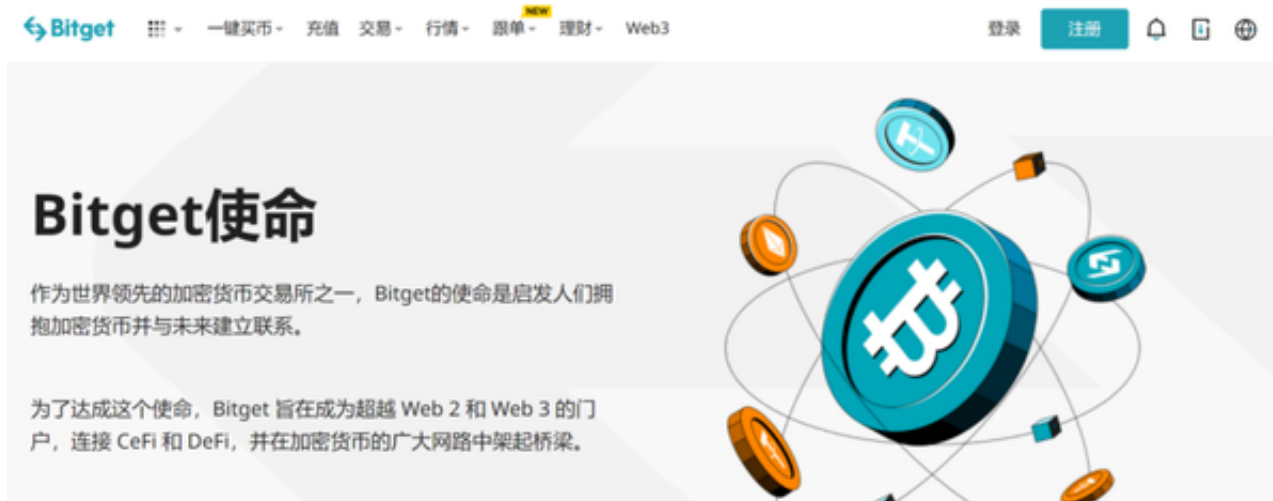 Bitget 一键买币 充值 交易 行情 跟单 NEW 理财 Web3 登录 注册
Bitget使命
作为世界领先的加密货币交易所之一，Bitget的使命是启发人们拥
抱加密货币并与未来建立联系。
为了达成这个使命，Bitget 旨在成为超越 Web 2 和 Web 3 的门
户，连接 CeFi 和 DeFi，并在加密货币的广大网路中架起桥梁。